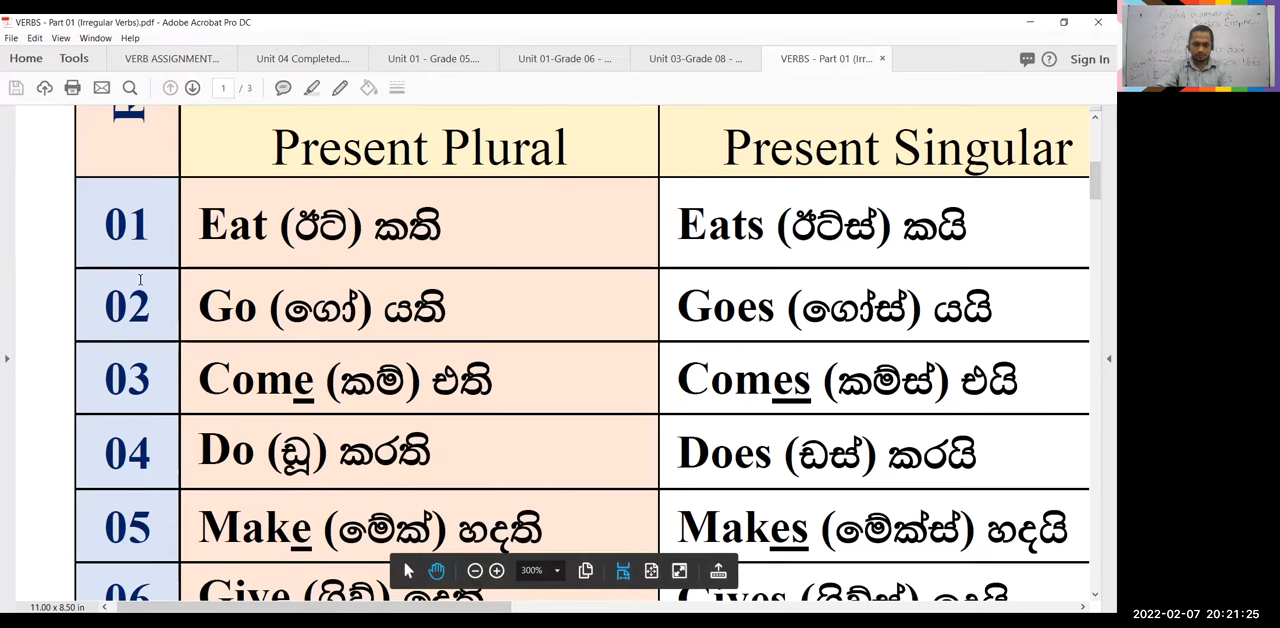 VERBS - Part 01 (Irregular Verbs).pdf - Adobe Acrobat Pro DC
File Edit View Window Help
Home Tools VERB ASSIGNMENT... Unit 04 Completed.... Unit 01 - Grade 05.... Unit 01-Grade 06 - ... Unit 03-Grade 08 - ... VERBS - Part 01 (Irr... × Sign In
1 / 3
Present Plural Present Singular
01 Eat (ඊට්) කති Eats (ඊට්ස්) කයි
02 Go (ගෝ) යති Goes (ගෝස්) යයි
03 Come (කම්) එති Comes (කම්ස්) එයි
04 Do (ඩූ) කරති Does (ඩස්) කරයි
05 Make (මේක්) හදති Makes (මේක්ස්) හදයි
06 Give (ගිව්) දෙති Gives (ගිව්ස්) දෙයි
300%
11.00 x 8.50 in
2022-02-07 20:21:25